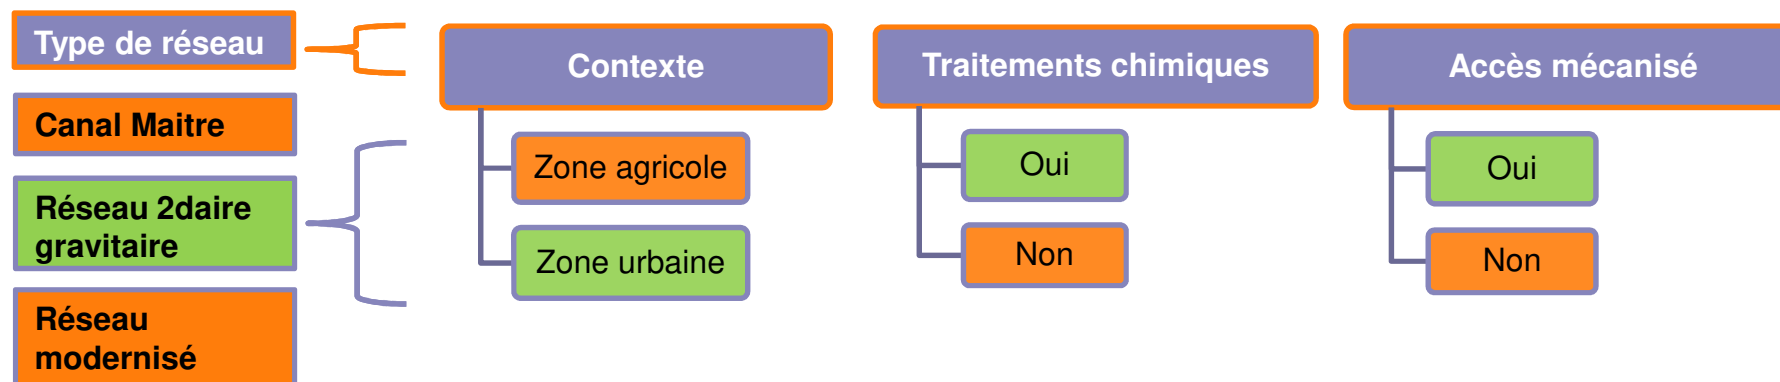 Type de réseau
Canal Maitre
Réseau 2daire
gravitaire
Réseau
modernisé
Contexte
Zone agricole
Zone urbaine
Traitements chimiques
Oui
Non
Accès mécanisé
Oui
Non